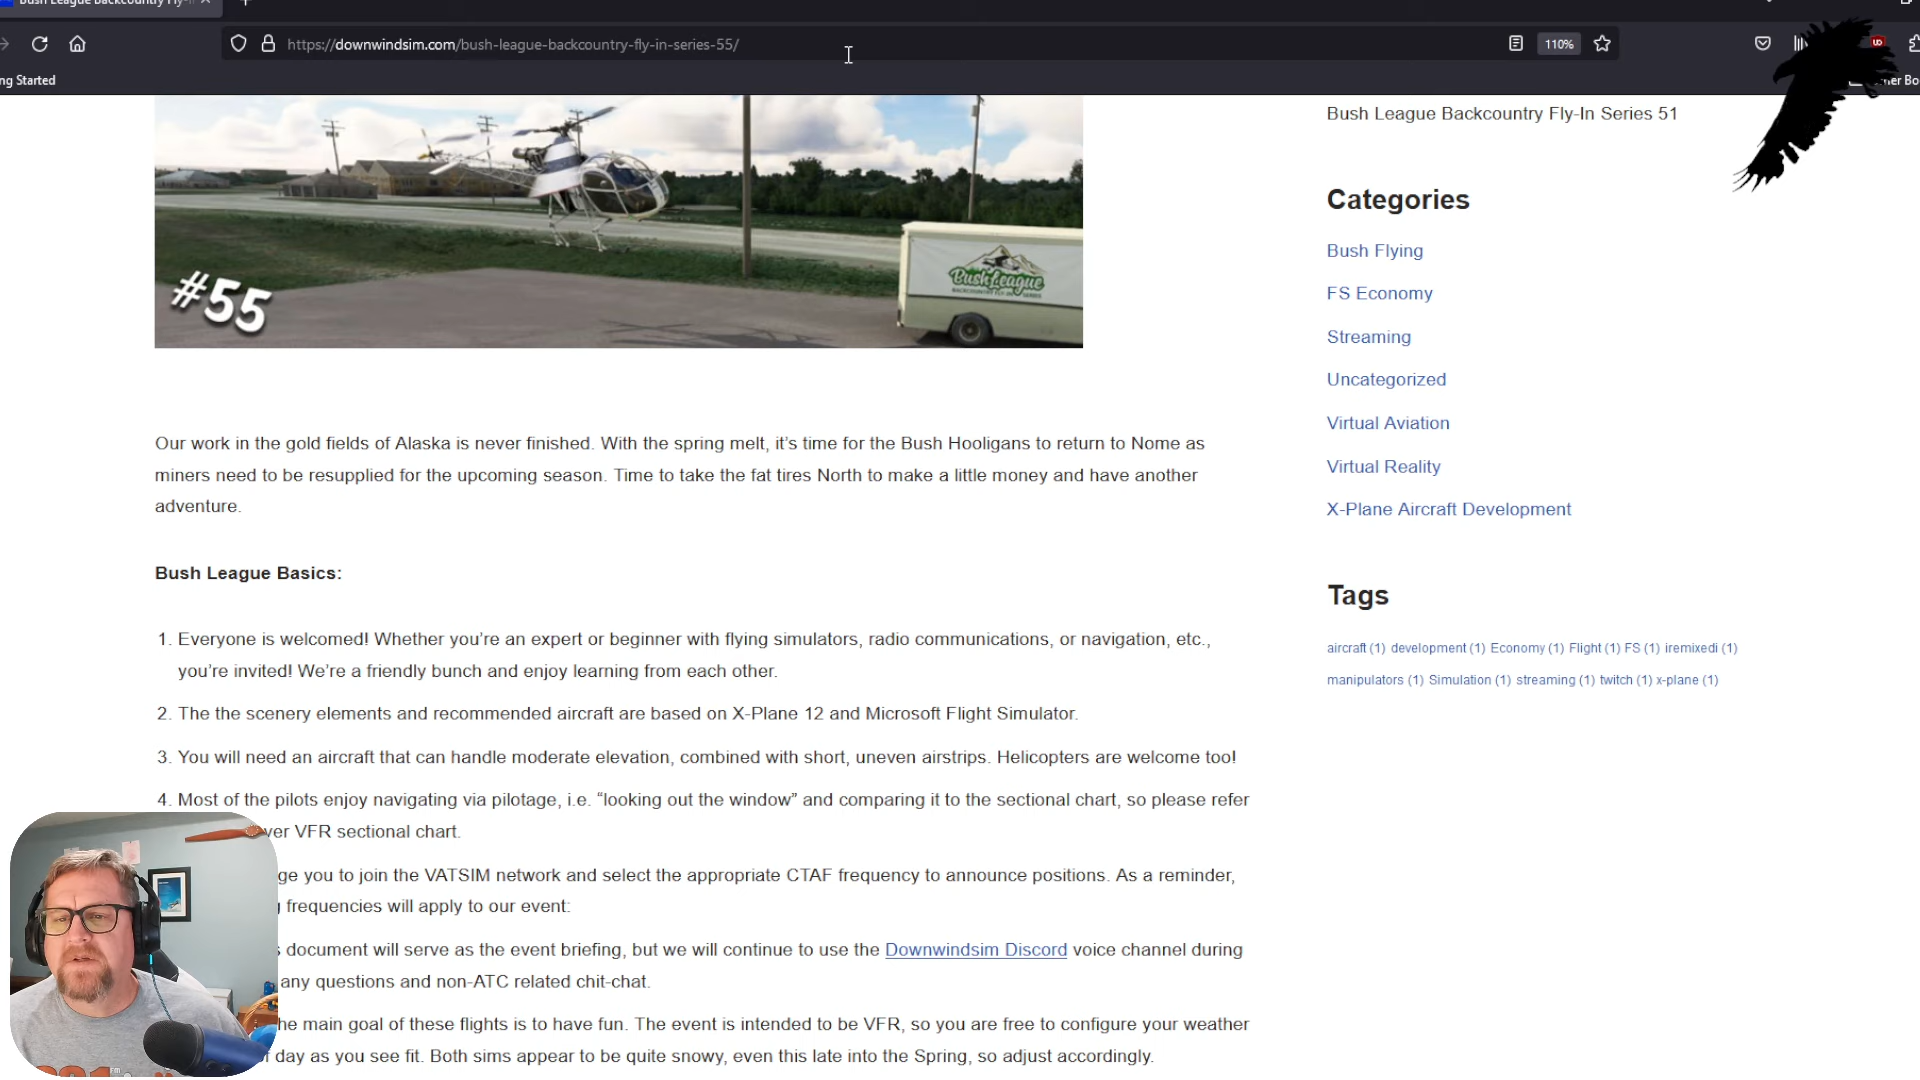 Bush League Backcountry Fly-In
ng Started
https://downwindsim.com/bush-league-backcountry-fly-in-series-55/
110%
Bush League Backcountry Fly-In Series 51
#55
BushLeague
BACKCOUNTRY FLY-IN SERIES
Our work in the gold fields of Alaska is never finished. With the spring melt, it’s time for the Bush Hooligans to return to Nome as
miners need to be resupplied for the upcoming season. Time to take the fat tires North to make a little money and have another
adventure.
Bush League Basics:
1. Everyone is welcomed! Whether you’re an expert or beginner with flying simulators, radio communications, or navigation, etc.,
you’re invited! We’re a friendly bunch and enjoy learning from each other.
2. The the scenery elements and recommended aircraft are based on X-Plane 12 and Microsoft Flight Simulator.
3. You will need an aircraft that can handle moderate elevation, combined with short, uneven airstrips. Helicopters are welcome too!
4. Most of the pilots enjoy navigating via pilotage, i.e. “looking out the window” and comparing it to the sectional chart, so please refer
ver VFR sectional chart.
ge you to join the VATSIM network and select the appropriate CTAF frequency to announce positions. As a reminder,
frequencies will apply to our event:
s document will serve as the event briefing, but we will continue to use the Downwindsim Discord voice channel during
any questions and non-ATC related chit-chat.
he main goal of these flights is to have fun. The event is intended to be VFR, so you are free to configure your weather
f day as you see fit. Both sims appear to be quite snowy, even this late into the Spring, so adjust accordingly.
Categories
Bush Flying
FS Economy
Streaming
Uncategorized
Virtual Aviation
Virtual Reality
X-Plane Aircraft Development
Tags
aircraft (1) development (1) Economy (1) Flight (1) FS (1) iremixedi (1)
manipulators (1) Simulation (1) streaming (1) twitch (1) x-plane (1)